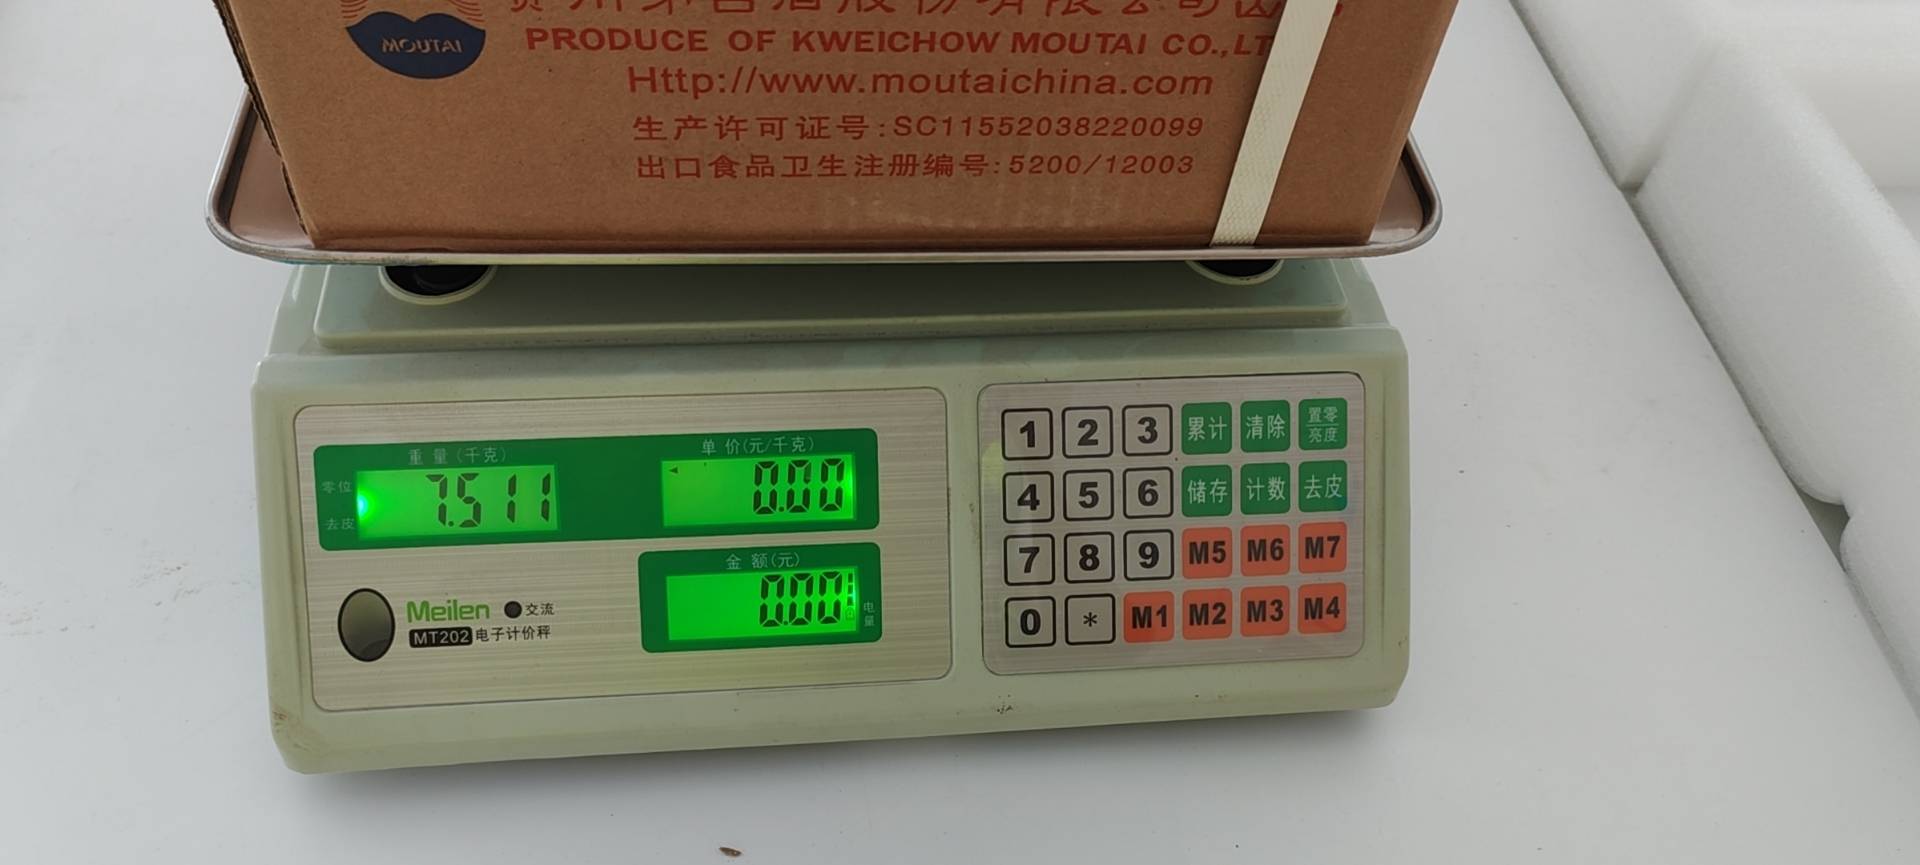 MOUTAI
PRODUCE OF KWEICHOW MOUTAI CO.,LT
Http://www.moutaichina.com
生产许可证号:SC11552038220099
出口食品卫生注册编号:5200/12003
重量(千克)
单价(元/千克)
零位
去皮
7.511
0.00
金额(元)
0.00
电量
Meilen 交流
MT202 电子计价秤
1 2 3 累计 清除 置零 亮度
4 5 6 储存 计数 去皮
7 8 9 M5 M6 M7
0 * M1 M2 M3 M4